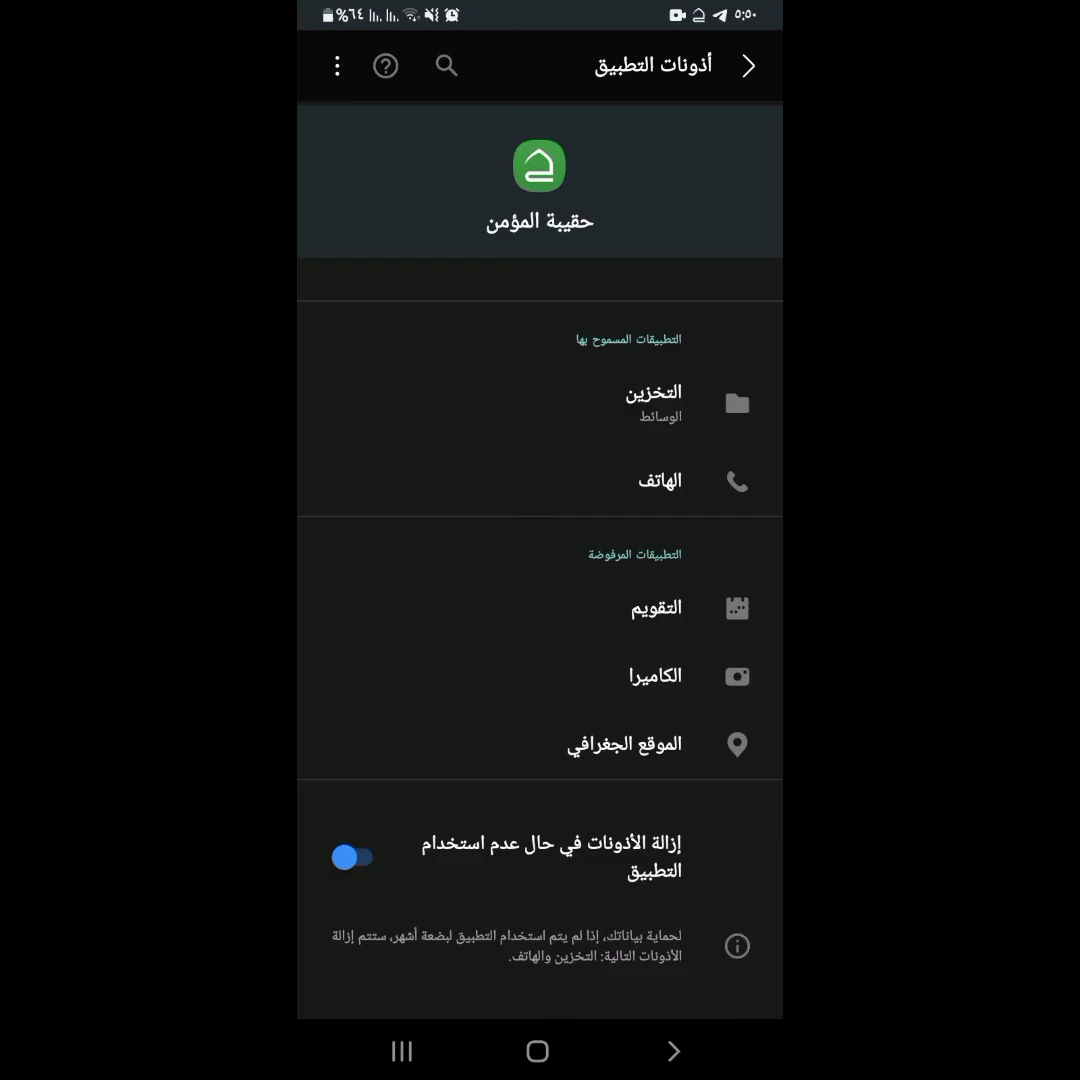 ٥:٥٠
%٦٤
أذونات التطبيق
حقيبة المؤمن
التطبيقات المسموح بها
التخزين
الوسائط
الهاتف
التطبيقات المرفوضة
التقويم
الكاميرا
الموقع الجغرافي
إزالة الأذونات في حال عدم استخدام
التطبيق
لحماية بياناتك، إذا لم يتم استخدام التطبيق لبضعة أشهر، ستتم إزالة
الأذونات التالية: التخزين والهاتف.